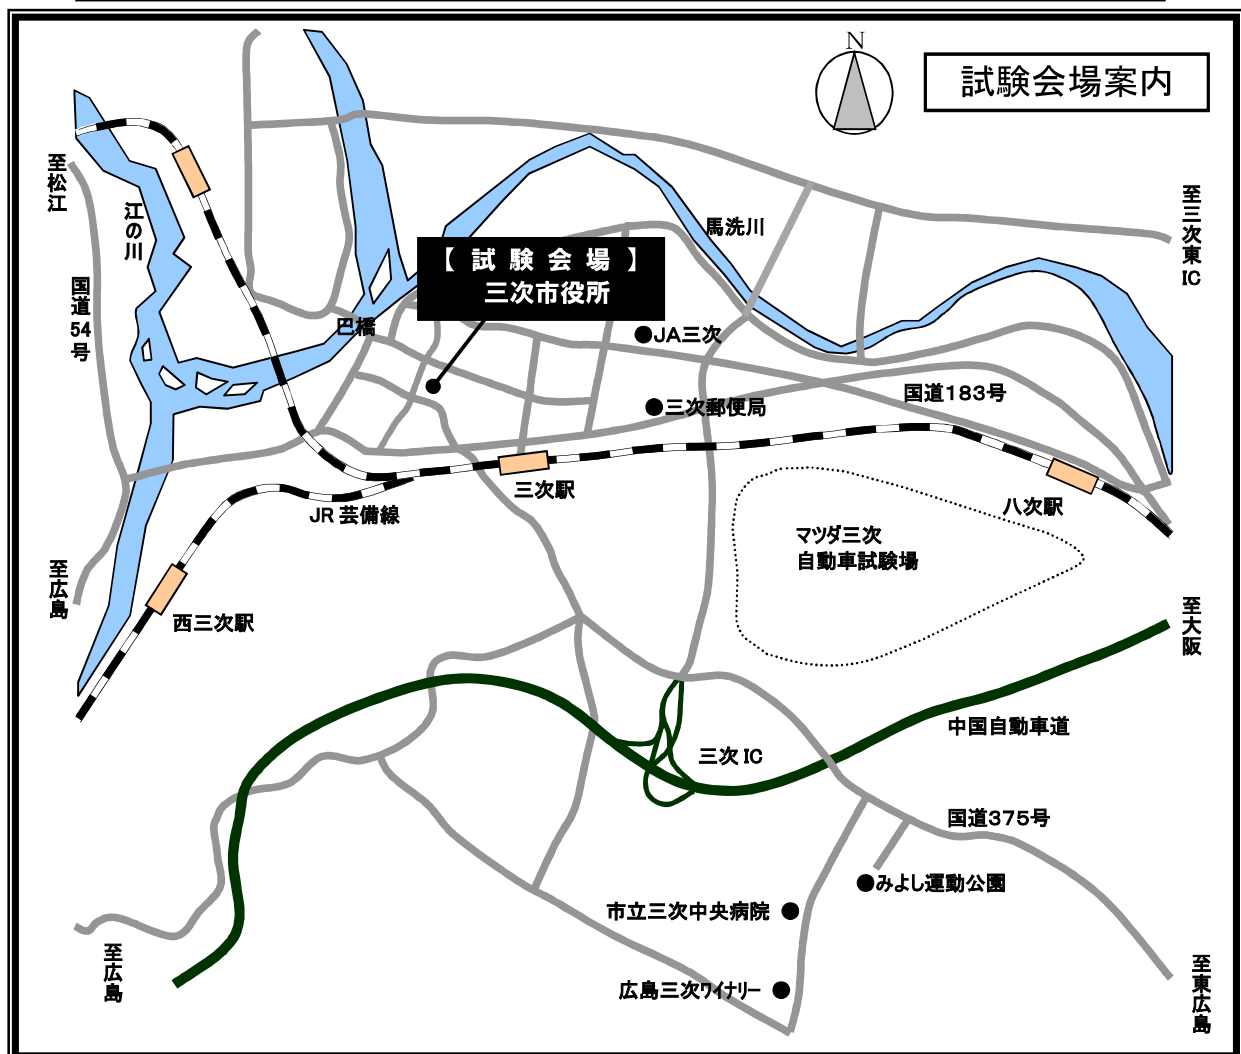 N
試験会場案内
至松江
江の川
国道54号
馬洗川
至三次東IC
【 試 験 会 場 】
三次市役所
巴橋
JA三次
三次郵便局
国道183号
三次駅
八次駅
JR 芸備線
マツダ三次
自動車試験場
至広島
西三次駅
至大阪
中国自動車道
三次 IC
国道375号
みよし運動公園
市立三次中央病院
広島三次ワイナリー
至広島
至東広島